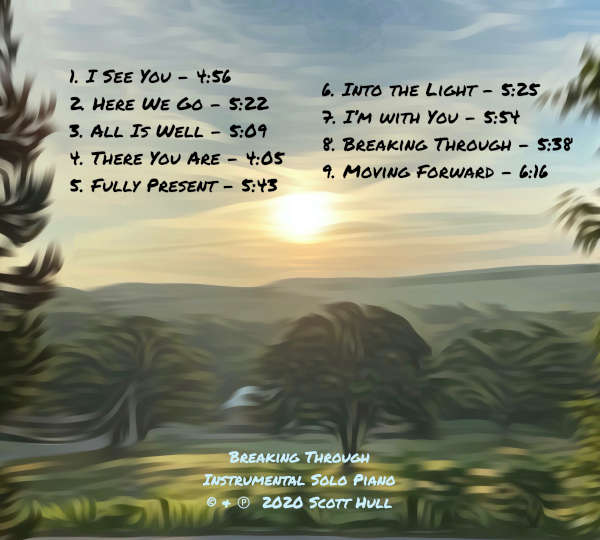 1. I See You - 4:56
2. Here We Go - 5:22
3. All Is Well - 5:09
4. There You Are - 4:05
5. Fully Present - 5:43
6. Into the Light - 5:25
7. I'm with You - 5:54
8. Breaking Through - 5:38
9. Moving Forward - 6:16
Breaking Through
Instrumental Solo Piano
© & ℗ 2020 Scott Hull